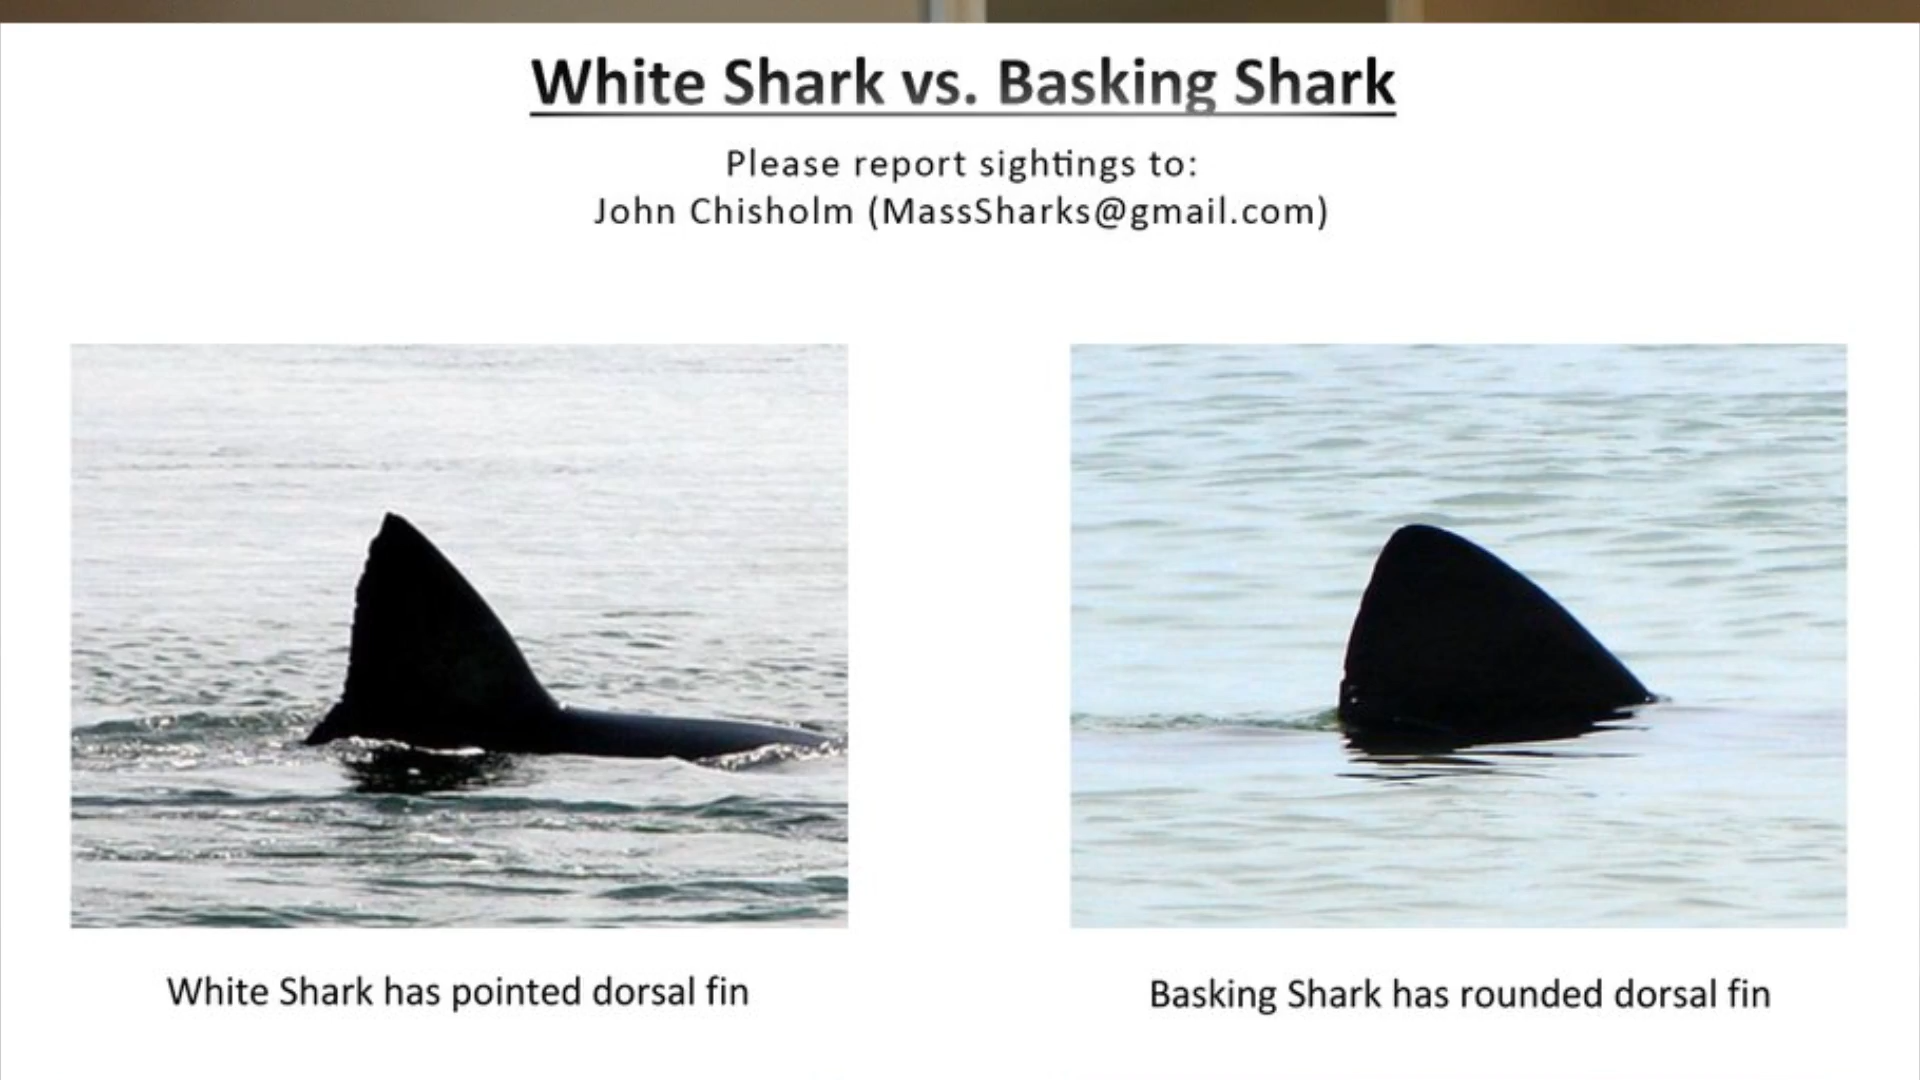 White Shark vs. Basking Shark
Please report sightings to:
John Chisholm (MassSharks@gmail.com)
White Shark has pointed dorsal fin
Basking Shark has rounded dorsal fin